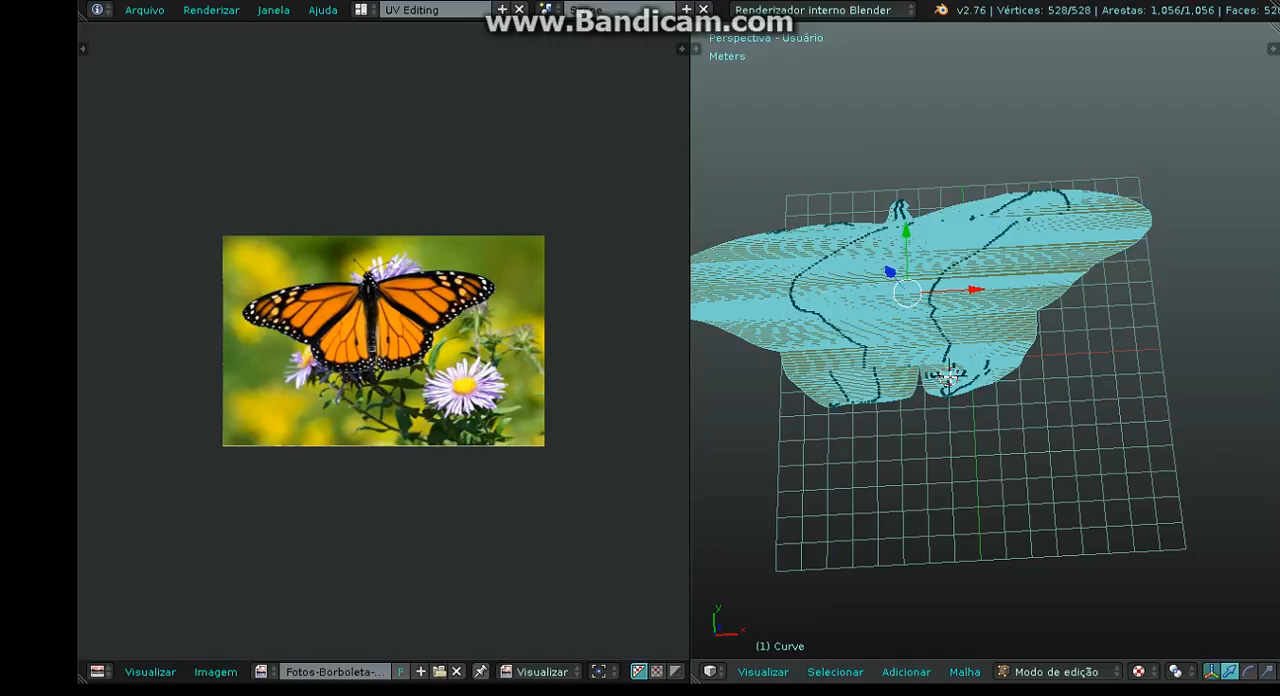 www.Bandicam.com
Arquivo Renderizar Janela Ajuda UV Editing Renderizador interno Blender v2.76 | Vértices: 528/528 | Arestas: 1,056/1,056 | Faces: 528
Perspectiva - Usuário
Meters
y
x
(1) Curve
Visualizar Imagem Fotos-Borboleta-... F Visualizar Visualizar Selecionar Adicionar Malha Modo de edição